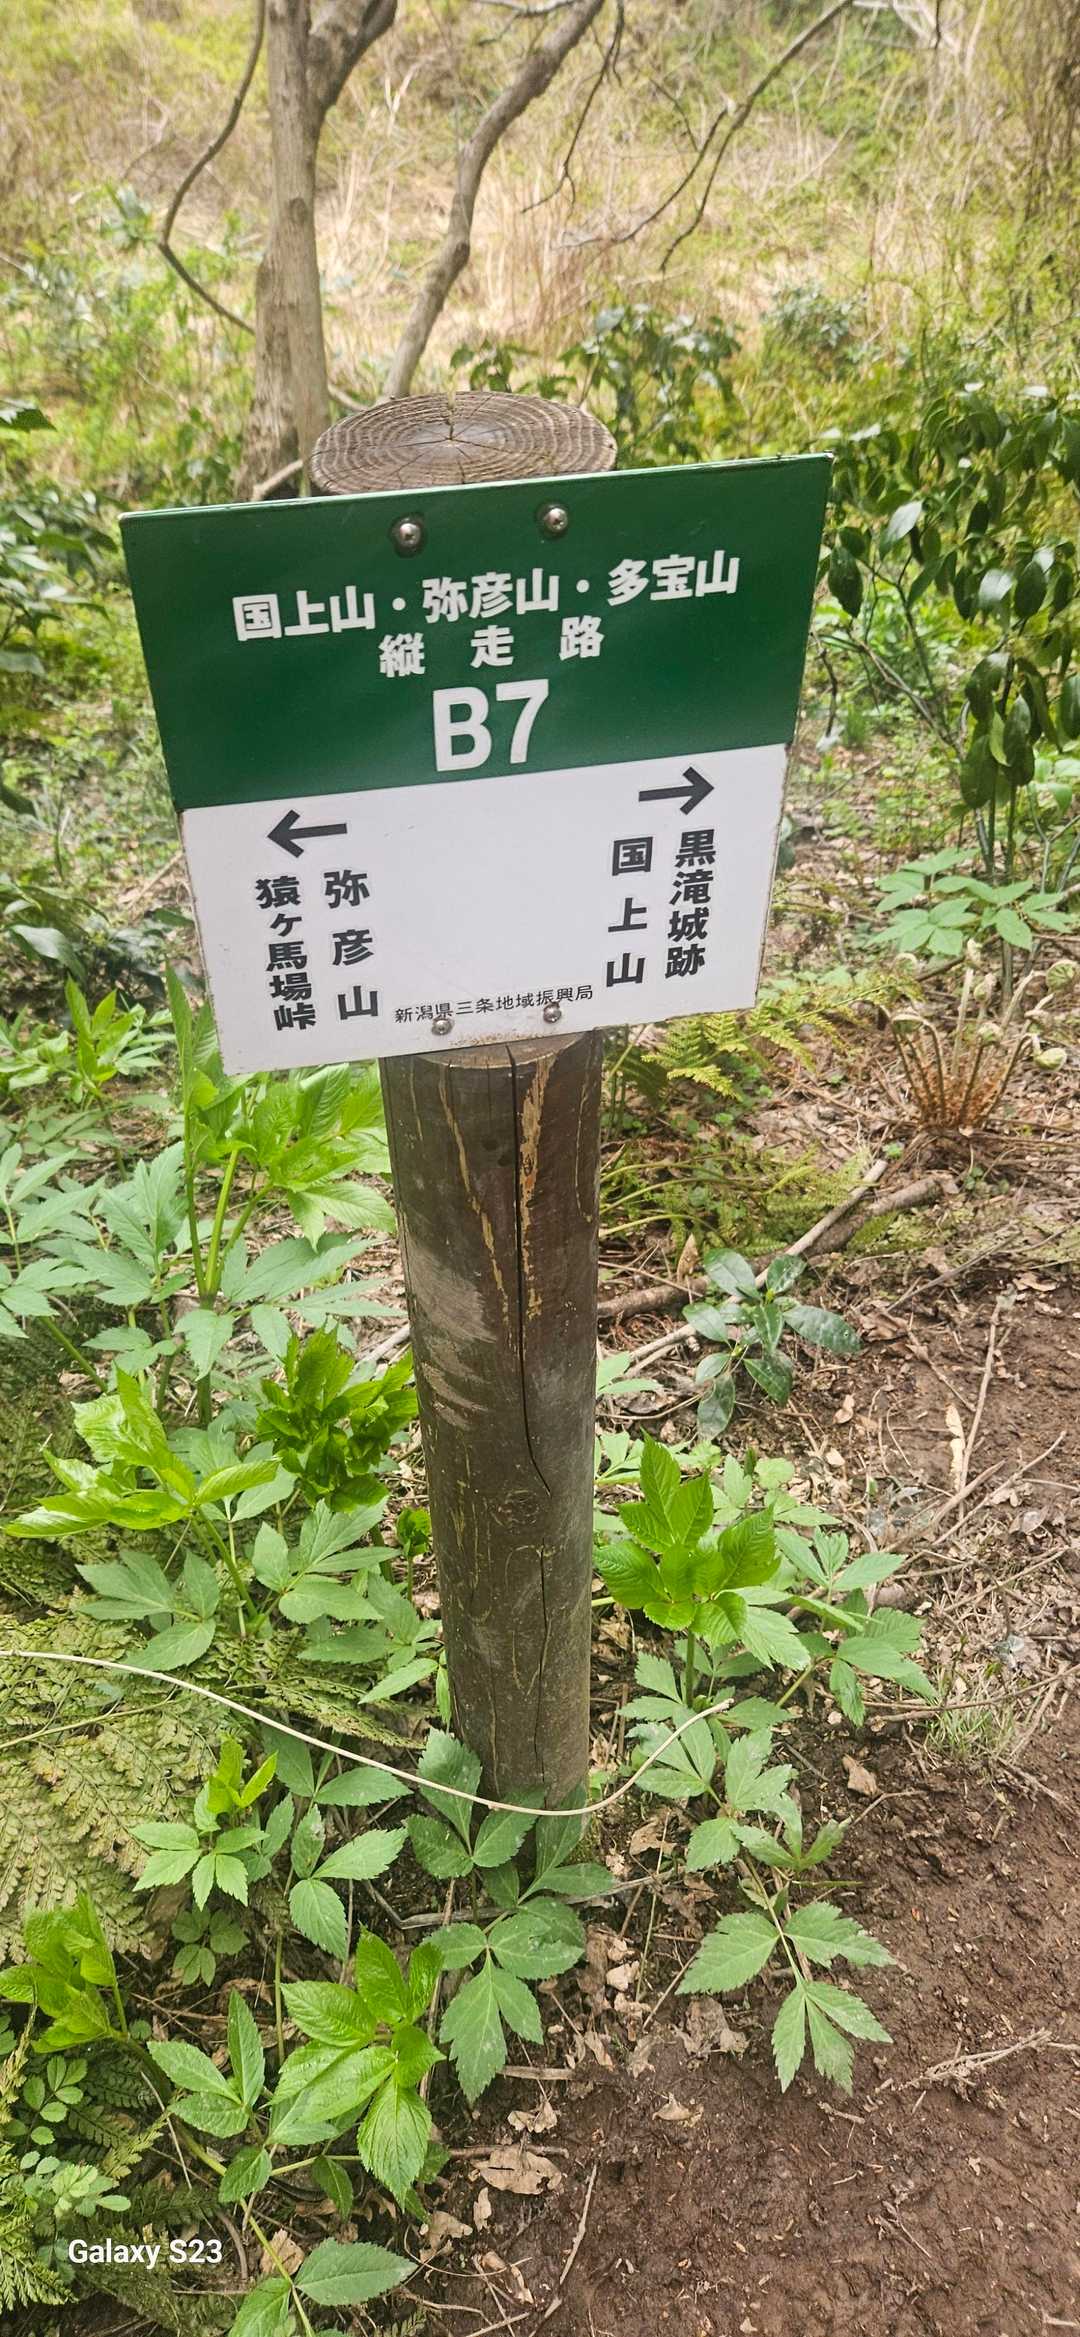 国上山・弥彦山・多宝山
縦走路
B7
← →
弥彦山
猿ヶ馬場峠
黒滝城跡
国上山
新潟県三条地域振興局
Galaxy S23